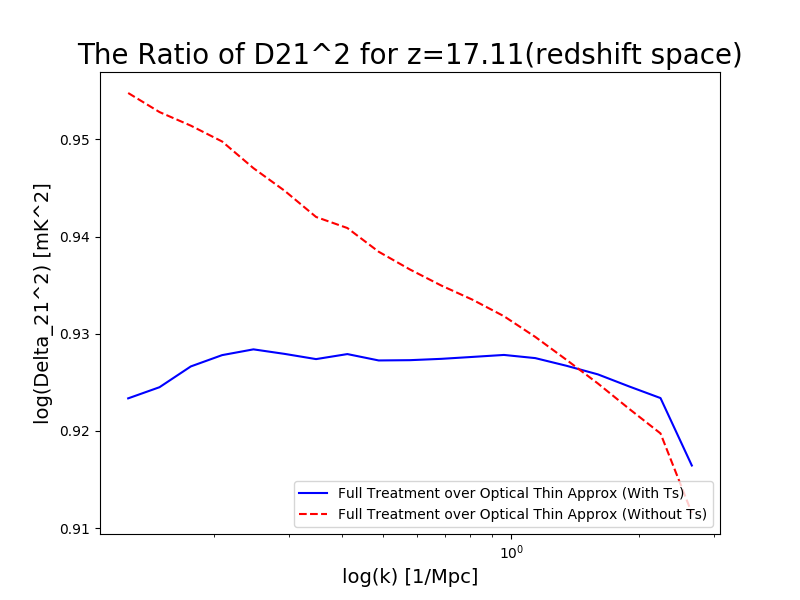 The Ratio of D21^2 for z=17.11(redshift space)
log(Delta_21^2) [mK^2]
0.95
0.94
0.93
0.92
0.91
Full Treatment over Optical Thin Approx (With Ts)
Full Treatment over Optical Thin Approx (Without Ts)
10^0
log(k) [1/Mpc]